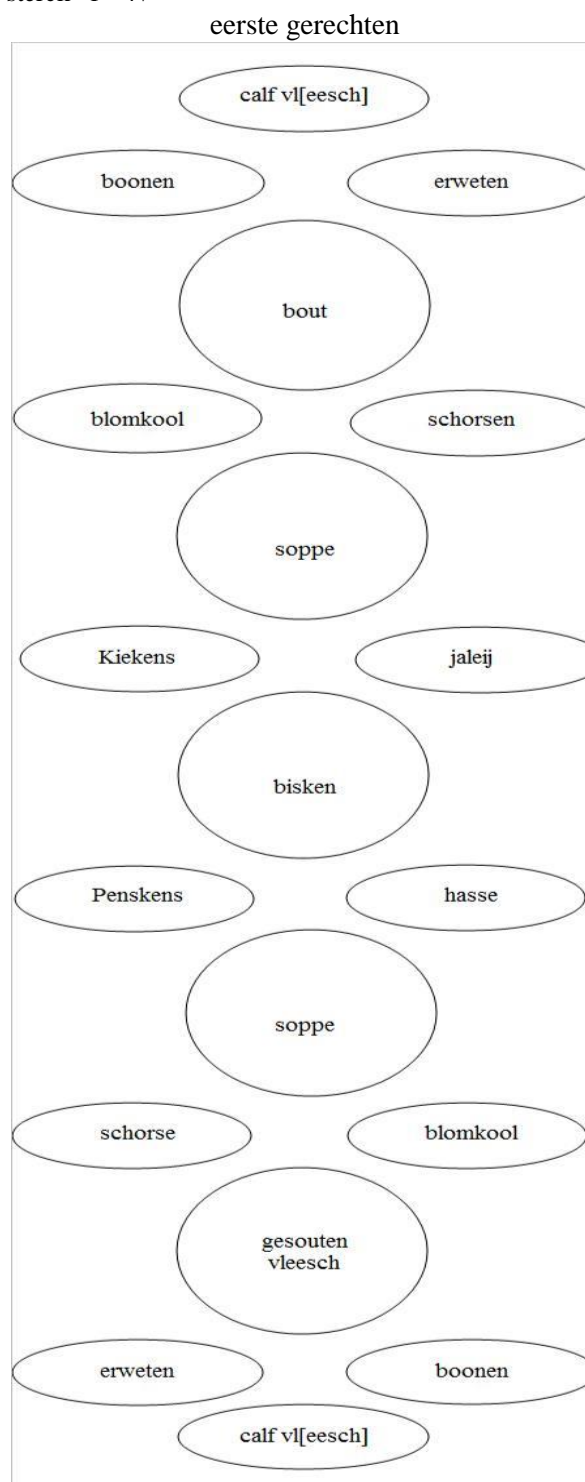 eerste gerechten
calf vl[eesch]
boonen erweten
bout
blomkool schorsen
soppe
Kiekens jaleij
bisken
Penskens hasse
soppe
schorse blomkool
gesouten
vleesch
erweten boonen
calf vl[eesch]